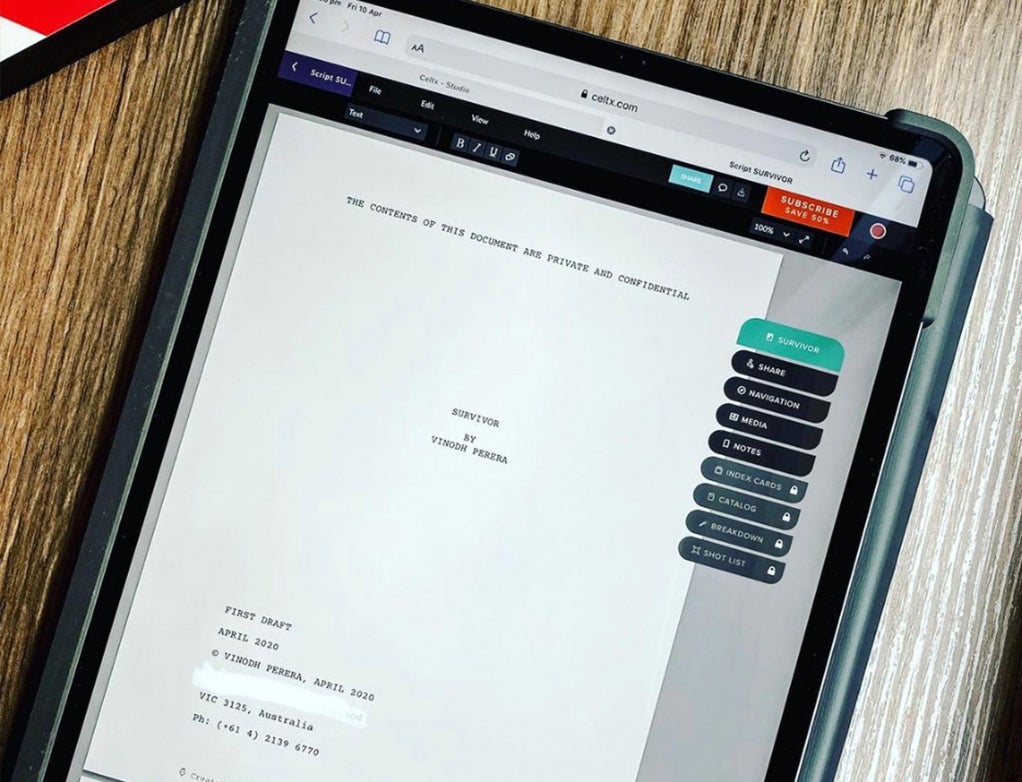 pm Fri 10 Apr
68%
AA
celtx.com
Celtx - Studio
Script SURVIVOR
Script SU...
File
Edit
View
Help
SHARE
SUBSCRIBE
SAVE 50%
Text
B I U
100%
THE CONTENTS OF THIS DOCUMENT ARE PRIVATE AND CONFIDENTIAL
SURVIVOR
SHARE
NAVIGATION
MEDIA
NOTES
INDEX CARDS
CATALOG
BREAKDOWN
SHOT LIST
SURVIVOR
BY
VINODH PERERA
FIRST DRAFT
APRIL 2020
© VINODH PERERA, APRIL 2020
VIC 3125, Australia
Ph: (+61 4) 2139 6770